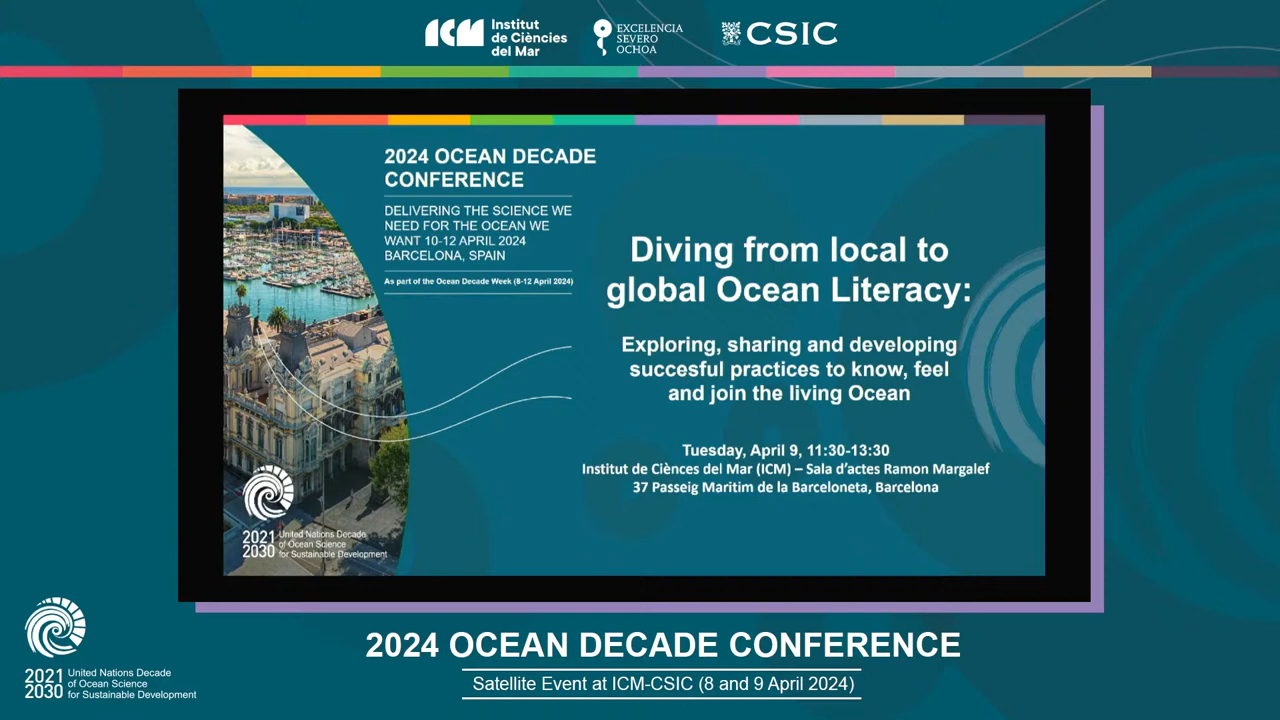 ICM Institut
de Ciències
del Mar
EXCELENCIA
SEVERO
OCHOA
CSIC
2024 OCEAN DECADE
CONFERENCE
DELIVERING THE SCIENCE WE
NEED FOR THE OCEAN WE
WANT 10-12 APRIL 2024
BARCELONA, SPAIN
As part of the Ocean Decade Week (8-12 April 2024)
Diving from local to
global Ocean Literacy:
Exploring, sharing and developing
succesful practices to know, feel
and join the living Ocean
Tuesday, April 9, 11:30-13:30
Institut de Ciènces del Mar (ICM) – Sala d'actes Ramon Margalef
37 Passeig Maritim de la Barceloneta, Barcelona
2021
2030
United Nations Decade
of Ocean Science
for Sustainable Development
2024 OCEAN DECADE CONFERENCE
Satellite Event at ICM-CSIC (8 and 9 April 2024)
2021
2030
United Nations Decade
of Ocean Science
for Sustainable Development